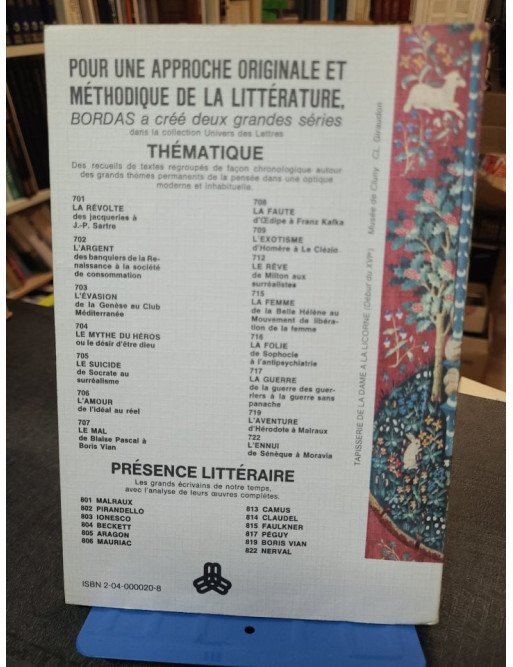 POUR UNE APPROCHE ORIGINALE ET
MÉTHODIQUE DE LA LITTÉRATURE,
BORDAS a créé deux grandes séries
dans la collection Univers des Lettres
THÉMATIQUE
Des recueils de textes regroupés de façon chronologique autour
des grands thèmes permanents de la pensée dans une optique
moderne et inhabituelle.
701
LA RÉVOLTE
des jacqueries à
J.-P. Sartre
702
L'ARGENT
des banquiers de la Re-
naissance à la société
de consommation
703
L'ÉVASION
de la Genèse au Club
Méditerranée
704
LE MYTHE DU HÉROS
ou le désir d'être dieu
705
LE SUICIDE
de Socrate au
surréalisme
706
L'AMOUR
de l'idéal au réel
707
LE MAL
de Blaise Pascal à
Boris Vian
708
LA FAUTE
d'Œdipe à Franz Kafka
709
L'EXOTISME
d'Homère à Le Clézio
712
LE RÊVE
de Milton aux
surréalistes
715
LA FEMME
de la Belle Hélène au
Mouvement de libéra-
tion de la femme
716
LA FOLIE
de Sophocle
à l'antipsychiatrie
717
LA GUERRE
de la guerre des guer-
riers à la guerre sans
panache
719
L'AVENTURE
d'Hérodote à Malraux
722
L'ENNUI
de Sénèque à Moravia
PRÉSENCE LITTÉRAIRE
Les grands écrivains de notre temps,
avec l'analyse de leurs œuvres complètes.
801 MALRAUX
802 PIRANDELLO
803 IONESCO
804 BECKETT
805 ARAGON
806 MAURIAC
813 CAMUS
814 CLAUDEL
815 FAULKNER
817 PÉGUY
819 BORIS VIAN
822 NERVAL
ISBN 2-04-000020-8
TAPISSERIE DE LA DAME A LA LICORNE (Début du XVIe) Musée de Cluny CL. Giraudon